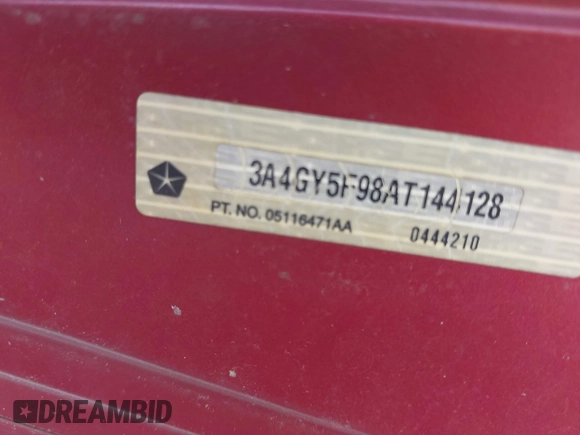 3A4GY5F98AT144128
PT. NO. 05116471AA
0444210
DREAMBID